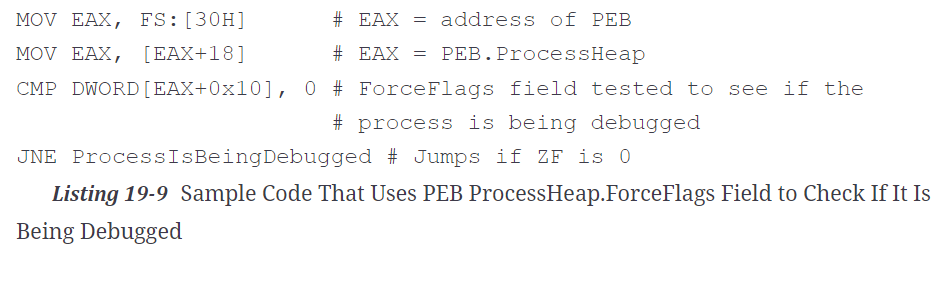 MOV EAX, FS:[30H] # EAX = address of PEB
MOV EAX, [EAX+18] # EAX = PEB.ProcessHeap
CMP DWORD[EAX+0x10], 0 # ForceFlags field tested to see if the
# process is being debugged
JNE ProcessIsBeingDebugged # Jumps if ZF is 0
Listing 19-9 Sample Code That Uses PEB ProcessHeap.ForceFlags Field to Check If It Is
Being Debugged